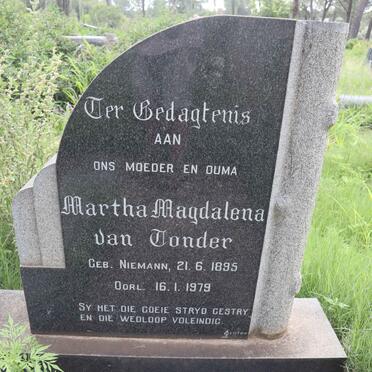 Ter Gedagtenis
AAN
ONS MOEDER EN OUMA
Martha Magdalena
van Tonder
GEB. NIEMANN, 21. 6. 1895
OORL. 16. 1. 1979
SY HET DIE GOEIE STRYD GESTRY
EN DIE WEDLOOP VOLEINDIG.